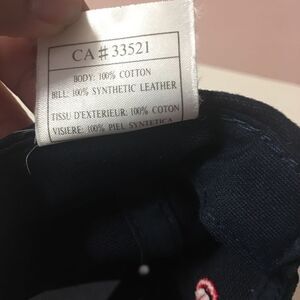 CA#33521
BODY: 100% COTTON
BILL: 100% SYNTHETIC LEATHER
TISSU D'EXTERIEUR: 100% COTON
VISIERE: 100% PIEL SYNTETICA